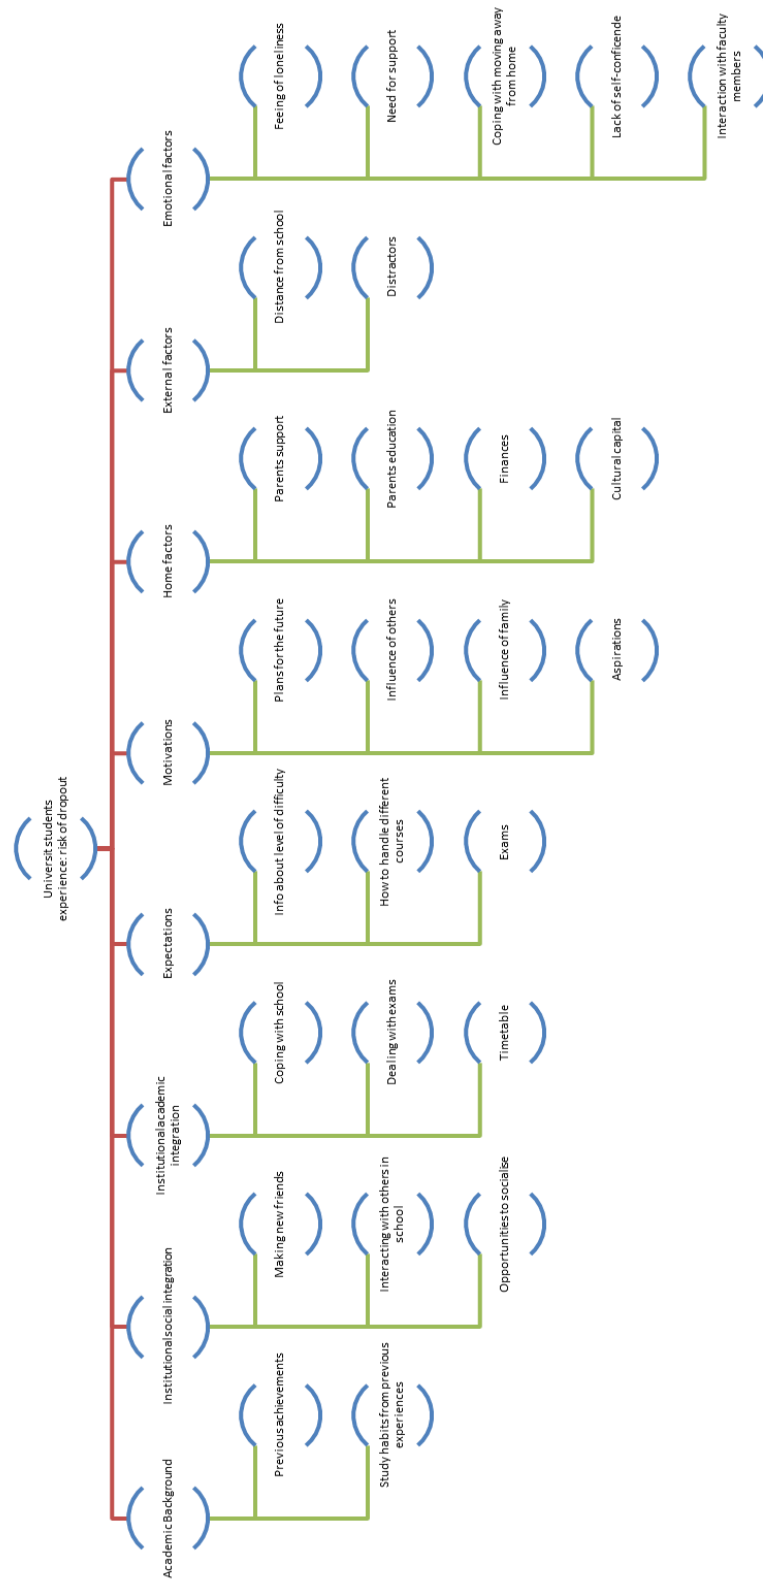 Universit students
experience: risk of dropout
Academic Background
Previous achievements
Study habits from previous
experiences
Institutional social integration
Making new friends
Interacting with others in
school
Opportunities to socialise
Institutional academic
integration
Coping with school
Dealing with exams
Timetable
Expectations
Info about level of difficulty
How to handle different
courses
Exams
Motivations
Plans for the future
Influence of others
Influence of family
Aspirations
Home factors
Parents support
Parents education
Finances
Cultural capital
External factors
Distance from school
Distractors
Emotional factors
Feeing of loneliness
Need for support
Coping with moving away
from home
Lack of self-conficende
Interaction with faculty
members